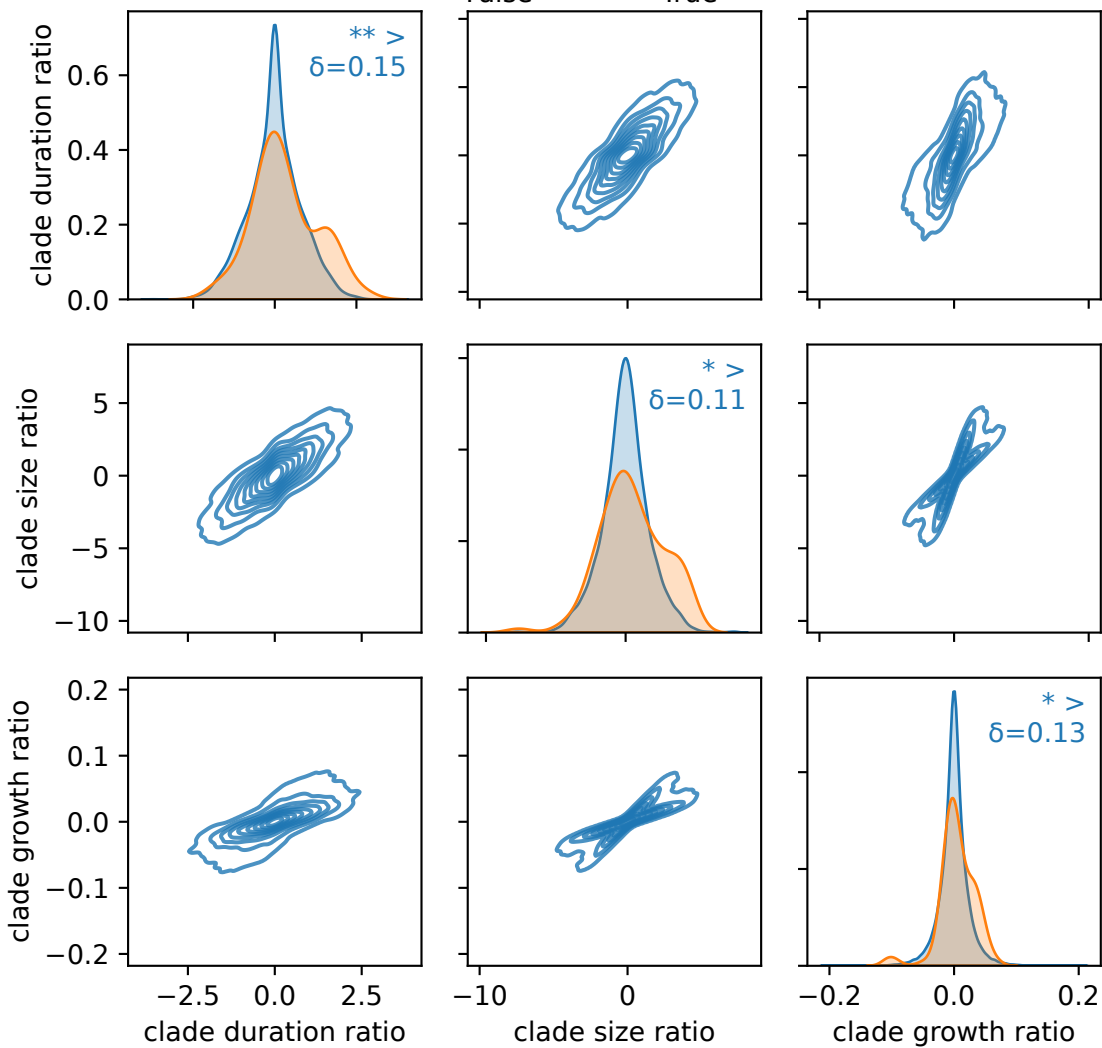 True
clade duration ratio
0.6
0.4
0.2
0.0
** >
δ=0.15
clade size ratio
5
0
−5
−10
* >
δ=0.11
clade growth ratio
0.2
0.1
0.0
−0.1
−0.2
* >
δ=0.13
−2.5 0.0 2.5
−10 0
−0.2 0.0 0.2
clade duration ratio
clade size ratio
clade growth ratio